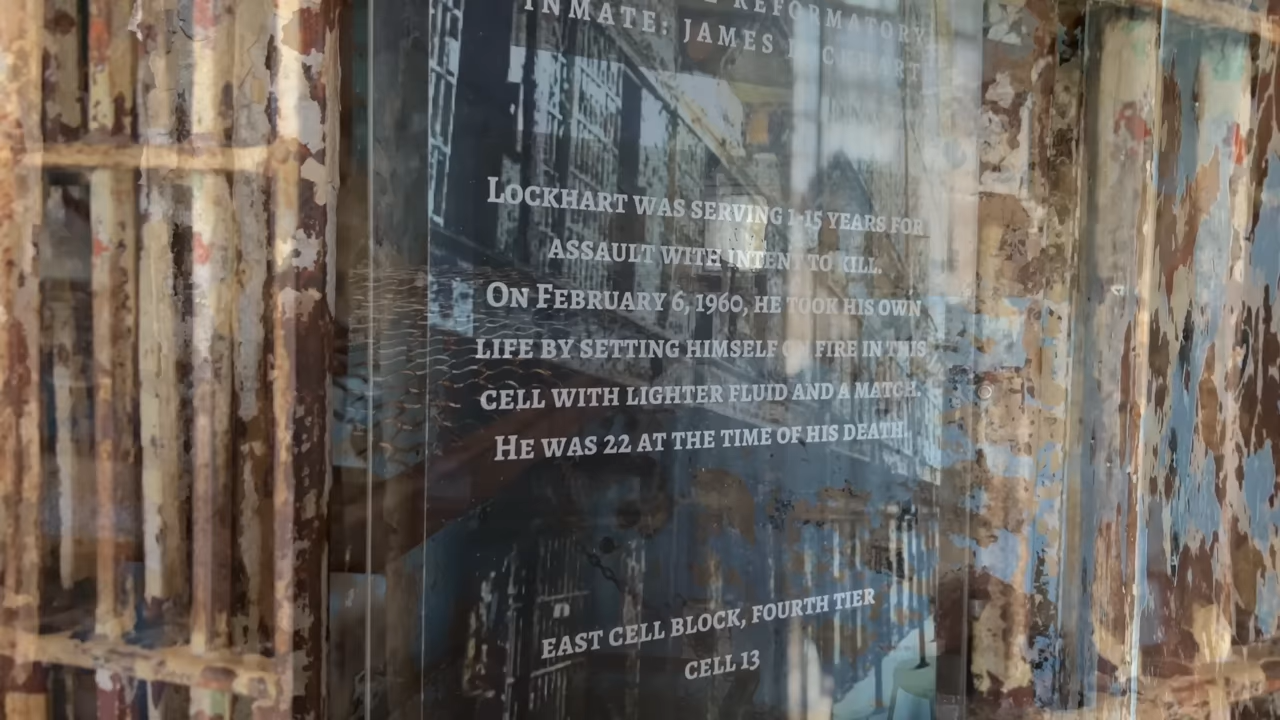 REFORMATORY
INMATE: JAMES LOCKHART
LOCKHART WAS SERVING 1-15 YEARS FOR
ASSAULT WITH INTENT TO KILL.
ON FEBRUARY 6, 1960, HE TOOK HIS OWN
LIFE BY SETTING HIMSELF ON FIRE IN THIS
CELL WITH LIGHTER FLUID AND A MATCH.
HE WAS 22 AT THE TIME OF HIS DEATH.
EAST CELL BLOCK, FOURTH TIER
CELL 13